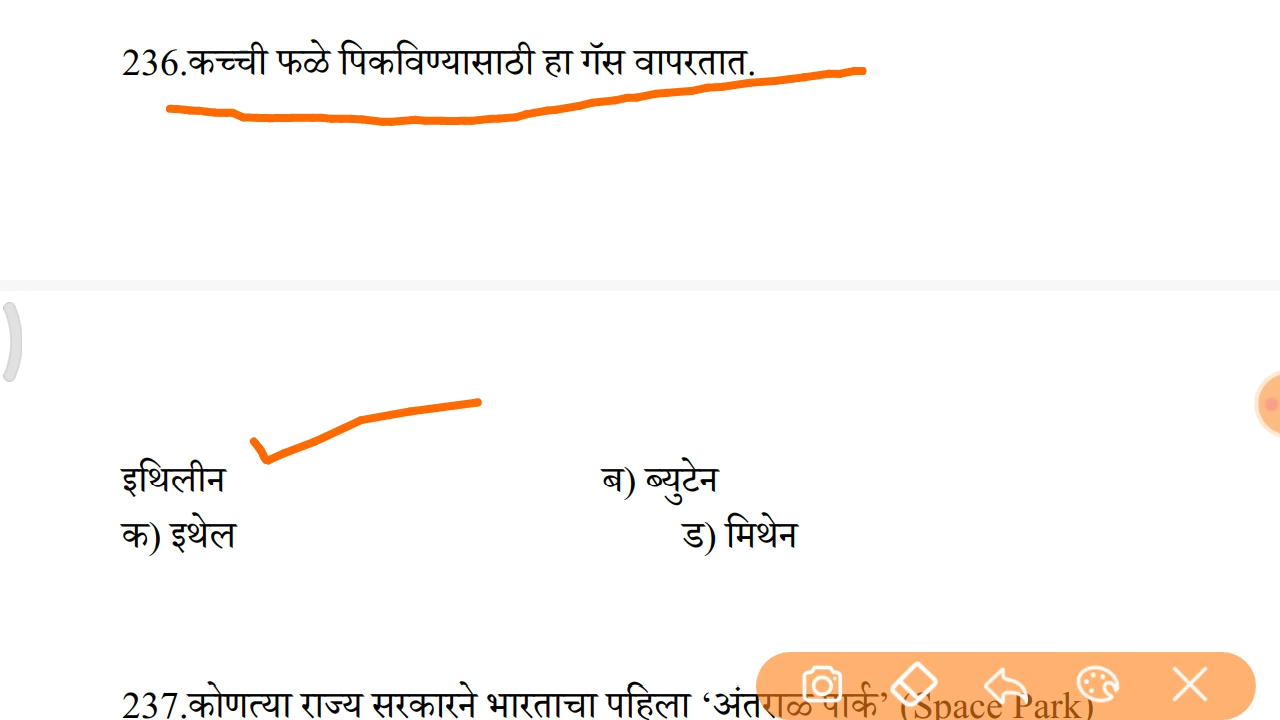 236.कच्ची फळे पिकविण्यासाठी हा गॅस वापरतात.
इथिलीन ब) ब्युटेन
क) इथेल ड) मिथेन
237.कोणत्या राज्य सरकारने भारताचा पहिला ‘अंतराळ पार्क’ (Space Park)